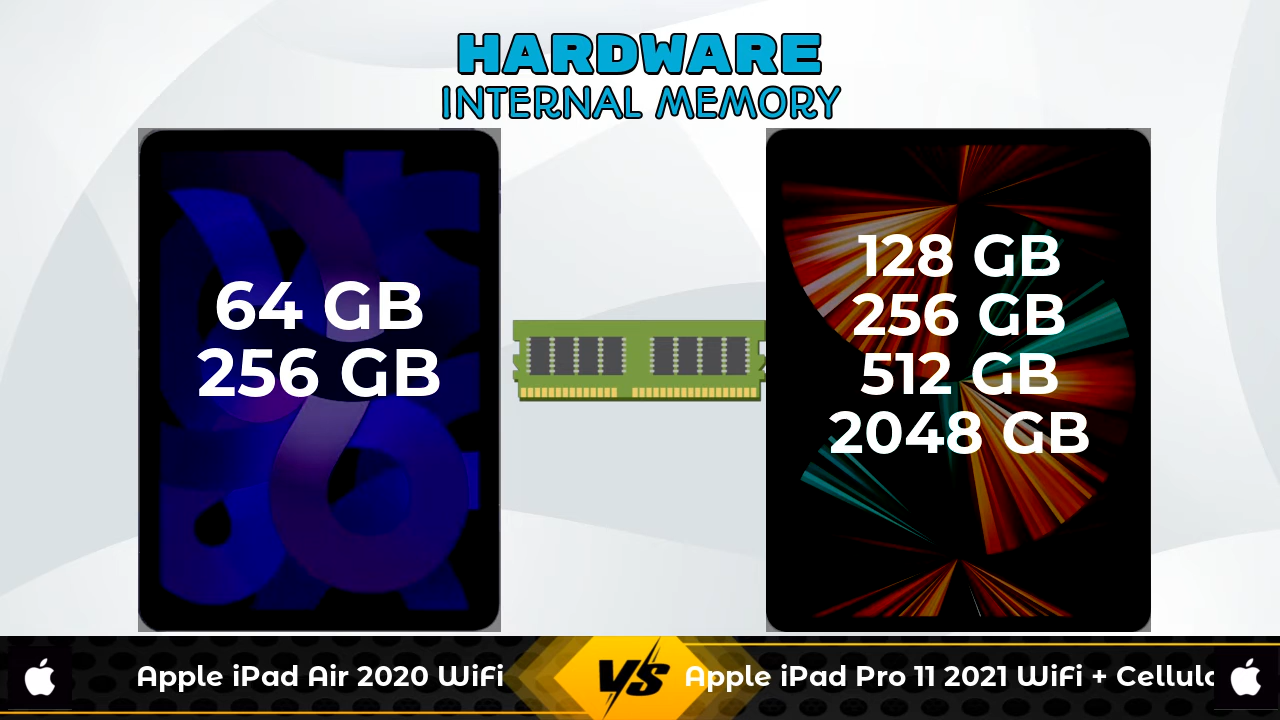 HARDWARE
INTERNAL MEMORY
64 GB
256 GB
128 GB
256 GB
512 GB
2048 GB
Apple iPad Air 2020 WiFi
VS
Apple iPad Pro 11 2021 WiFi +